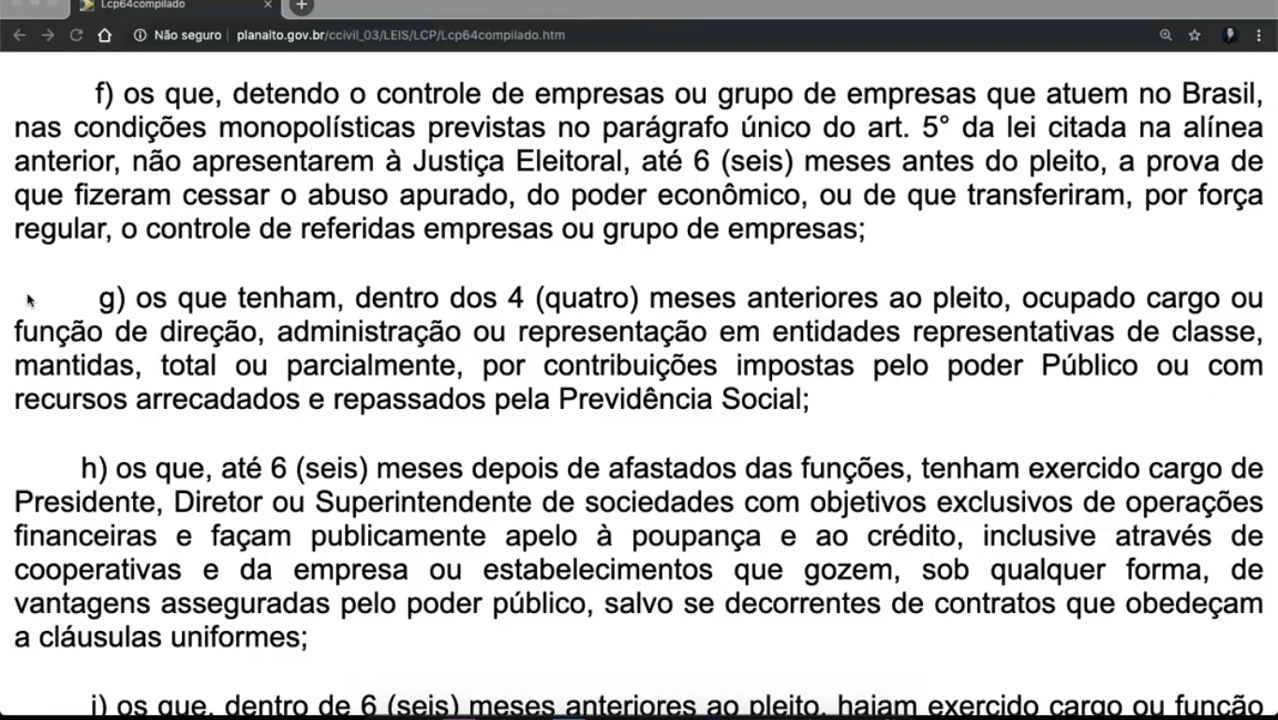 Lcp64compilado
Não seguro
planalto.gov.br/ccivil_03/LEIS/LCP/Lcp64compilado.htm
f) os que, detendo o controle de empresas ou grupo de empresas que atuem no Brasil,
nas condições monopolísticas previstas no parágrafo único do art. 5° da lei citada na alínea
anterior, não apresentarem à Justiça Eleitoral, até 6 (seis) meses antes do pleito, a prova de
que fizeram cessar o abuso apurado, do poder econômico, ou de que transferiram, por força
regular, o controle de referidas empresas ou grupo de empresas;
g) os que tenham, dentro dos 4 (quatro) meses anteriores ao pleito, ocupado cargo ou
função de direção, administração ou representação em entidades representativas de classe,
mantidas, total ou parcialmente, por contribuições impostas pelo poder Público ou com
recursos arrecadados e repassados pela Previdência Social;
h) os que, até 6 (seis) meses depois de afastados das funções, tenham exercido cargo de
Presidente, Diretor ou Superintendente de sociedades com objetivos exclusivos de operações
financeiras e façam publicamente apelo à poupança e ao crédito, inclusive através de
cooperativas e da empresa ou estabelecimentos que gozem, sob qualquer forma, de
vantagens asseguradas pelo poder público, salvo se decorrentes de contratos que obedeçam
a cláusulas uniformes;
i) os que, dentro de 6 (seis) meses anteriores ao pleito, hajam exercido cargo ou função